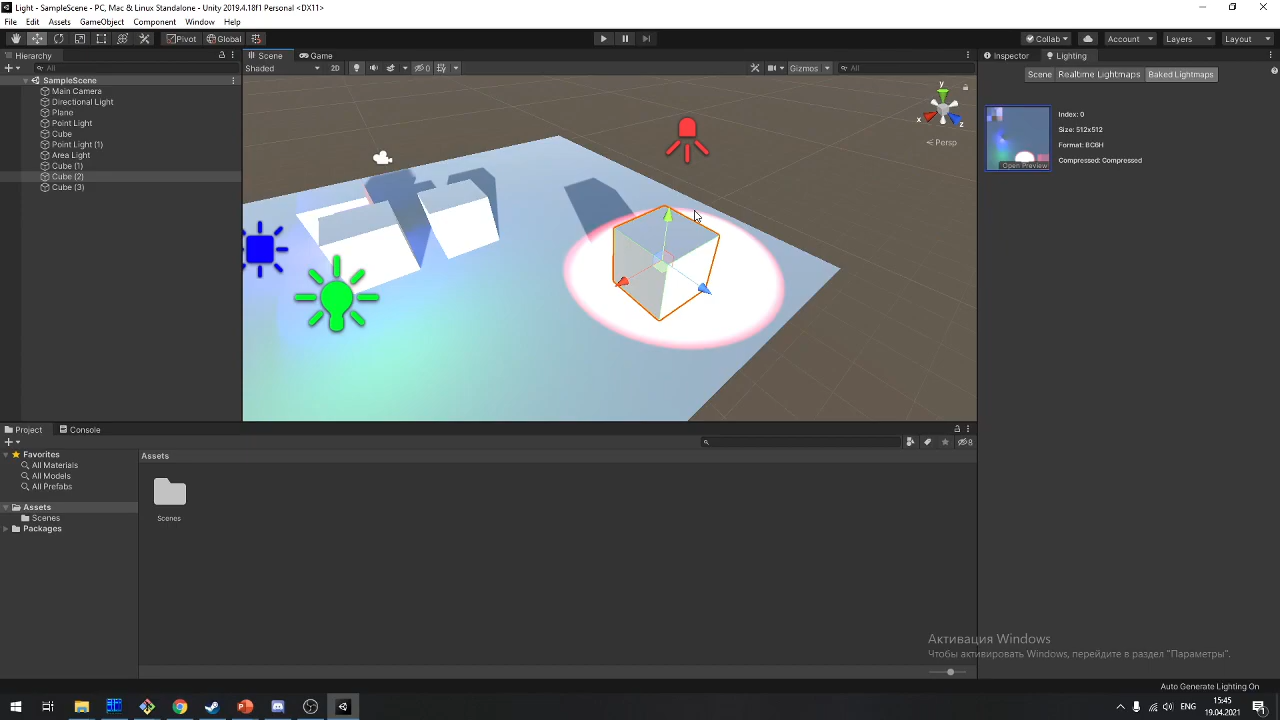 Light - SampleScene - PC, Mac & Linux Standalone - Unity 2019.4.18f1 Personal <DX11>
File Edit Assets GameObject Component Window Help
Pivot Global Collab Account Layers Layout
Hierarchy Scene Game Inspector Lighting
All Shaded 2D 0 Gizmos All Scene Realtime Lightmaps Baked Lightmaps
SampleScene
Main Camera
Directional Light
Plane
Point Light
Cube
Point Light (1)
Area Light
Cube (1)
Cube (2)
Cube (3)
y
x
z
Persp
Index: 0
Size: 512x512
Format: BC6H
Compressed: Compressed
Open Preview
Project Console
8
Favorites
All Materials
All Models
All Prefabs
Assets
Scenes
Packages
Assets
Scenes
Активация Windows
Чтобы активировать Windows, перейдите в раздел "Параметры".
Auto Generate Lighting On
15:45
19.04.2021